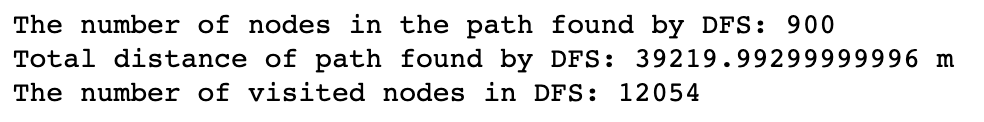 The number of nodes in the path found by DFS: 900
Total distance of path found by DFS: 39219.99299999996 m
The number of visited nodes in DFS: 12054